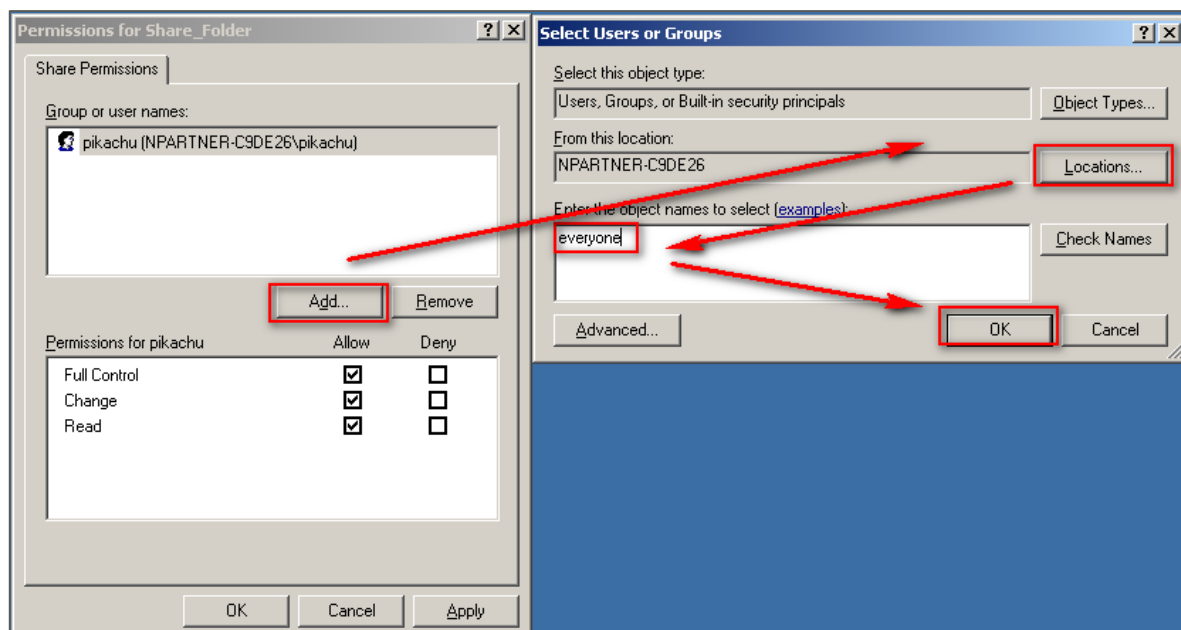 Permissions for Share_Folder
Share Permissions
Group or user names:
pikachu (NPARTNER-C9DE26\pikachu)
Add...
Remove
Permissions for pikachu
Allow
Deny
Full Control
Change
Read
OK
Cancel
Apply
Select Users or Groups
Select this object type:
Users, Groups, or Built-in security principals
Object Types...
From this location:
NPARTNER-C9DE26
Locations...
Enter the object names to select (examples):
everyone
Check Names
Advanced...
OK
Cancel